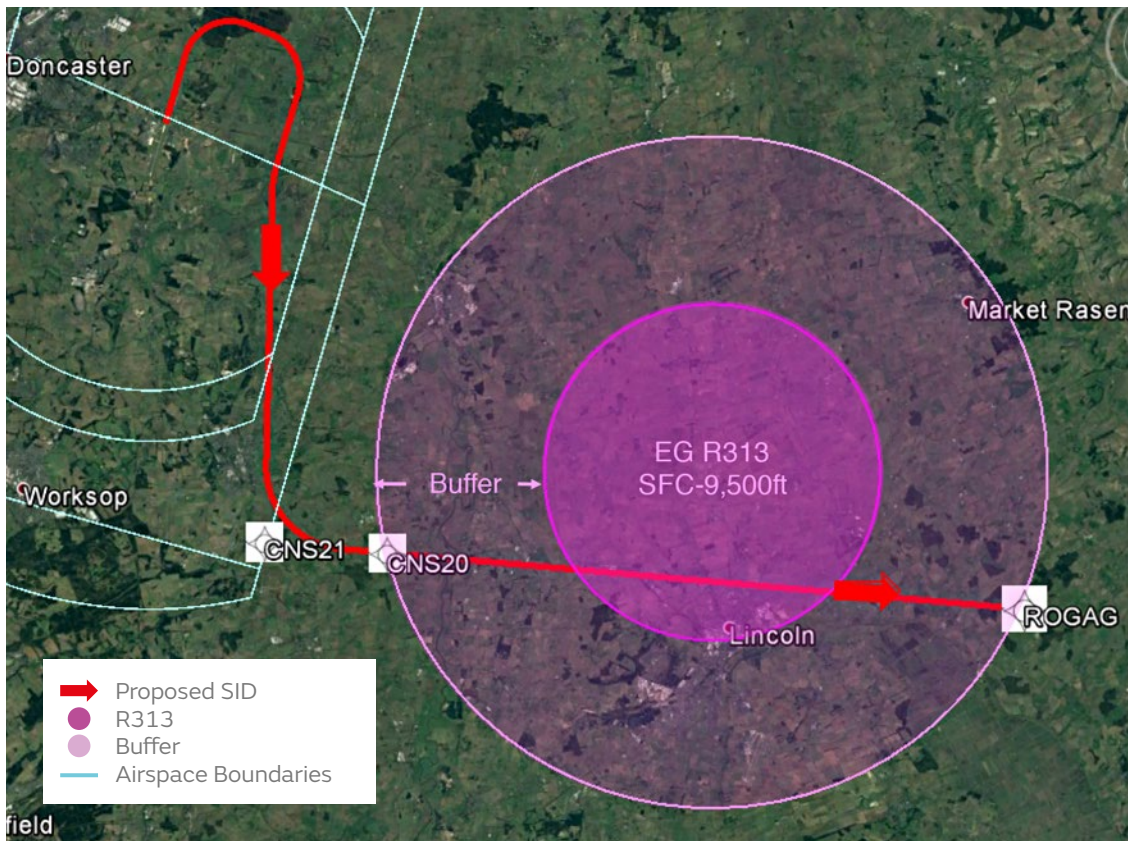 Doncaster
Market Rasen
EG R313
SFC-9,500ft
Buffer
Worksop
CNS21
CNS20
ROGAG
Lincoln
Proposed SID
R313
Buffer
Airspace Boundaries
field